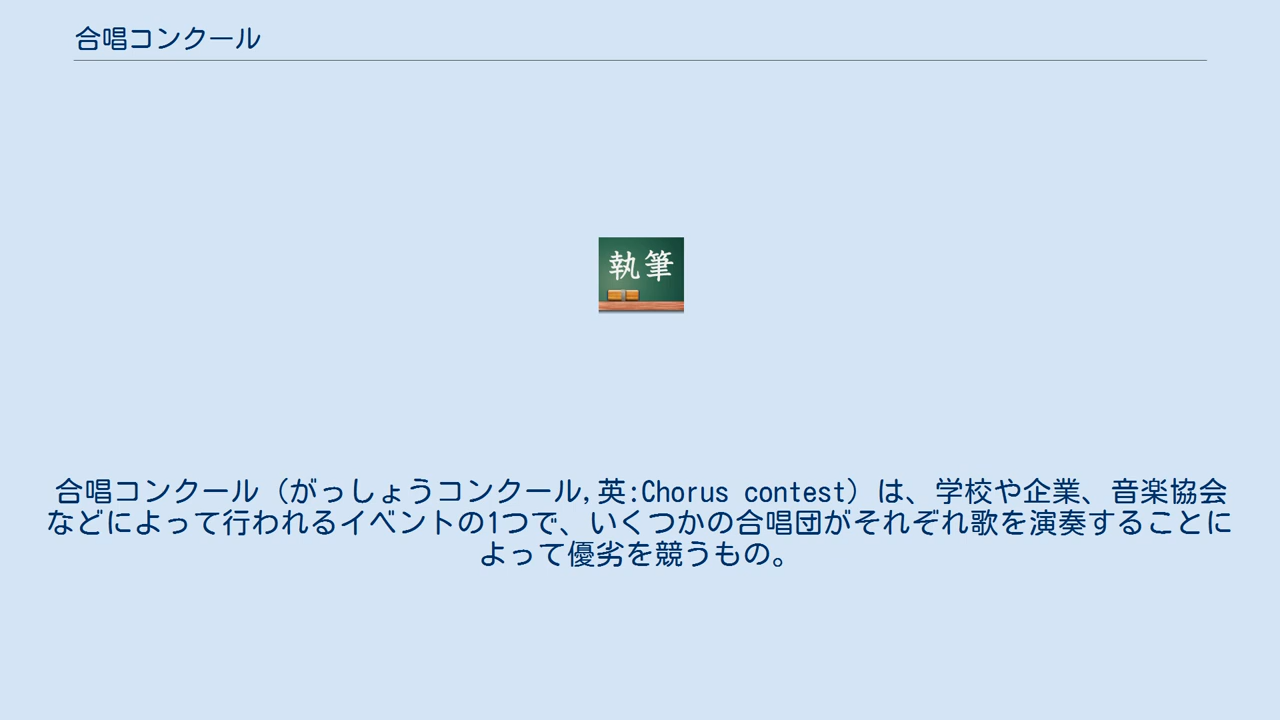 合唱コンクール
執筆
合唱コンクール（がっしょうコンクール,英:Chorus contest）は、学校や企業、音楽協会
などによって行われるイベントの1つで、いくつかの合唱団がそれぞれ歌を演奏することに
よって優劣を競うもの。